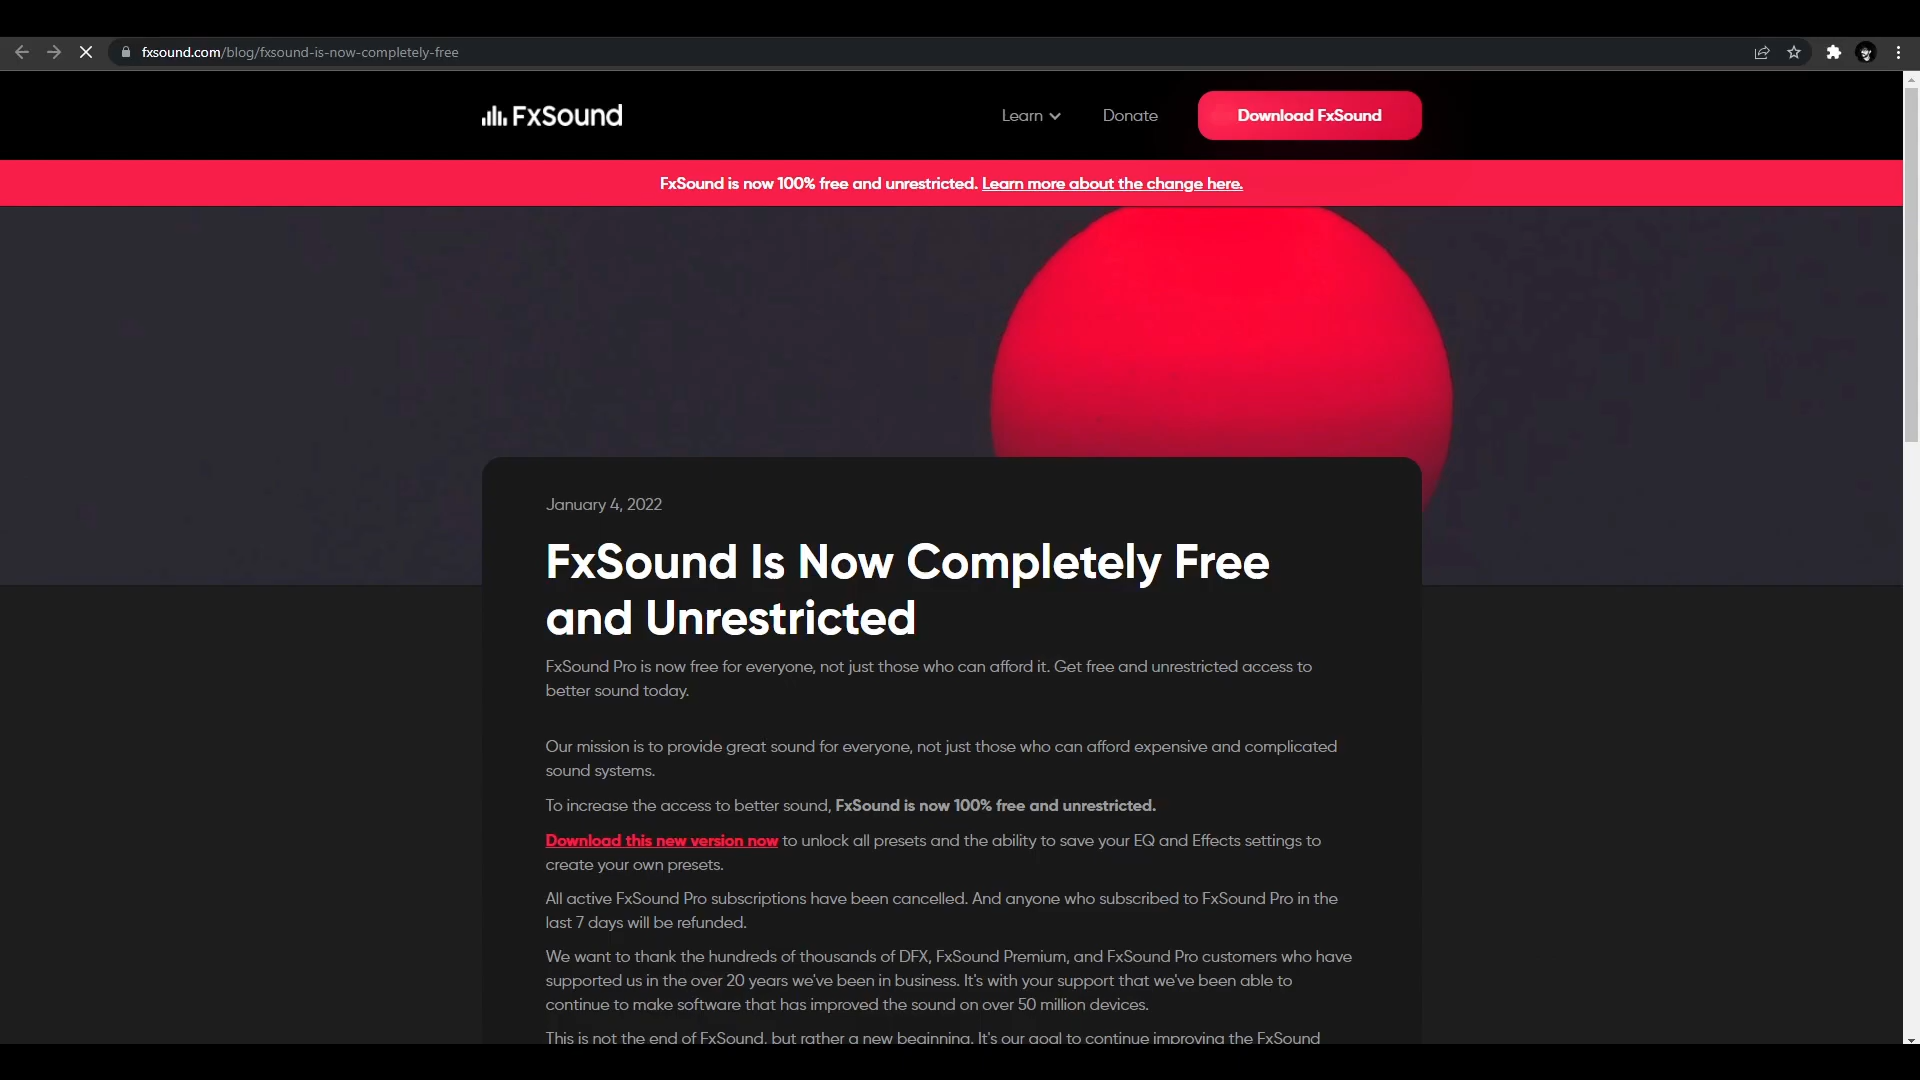 fxsound.com/blog/fxsound-is-now-completely-free
FxSound
Learn
Donate
Download FxSound
FxSound is now 100% free and unrestricted. Learn more about the change here.
January 4, 2022
FxSound Is Now Completely Free
and Unrestricted
FxSound Pro is now free for everyone, not just those who can afford it. Get free and unrestricted access to
better sound today.
Our mission is to provide great sound for everyone, not just those who can afford expensive and complicated
sound systems.
To increase the access to better sound, FxSound is now 100% free and unrestricted.
Download this new version now to unlock all presets and the ability to save your EQ and Effects settings to
create your own presets.
All active FxSound Pro subscriptions have been cancelled. And anyone who subscribed to FxSound Pro in the
last 7 days will be refunded.
We want to thank the hundreds of thousands of DFX, FxSound Premium, and FxSound Pro customers who have
supported us in the over 20 years we've been in business. It's with your support that we've been able to
continue to make software that has improved the sound on over 50 million devices.
This is not the end of FxSound, but rather a new beginning. It's our goal to continue improving the FxSound